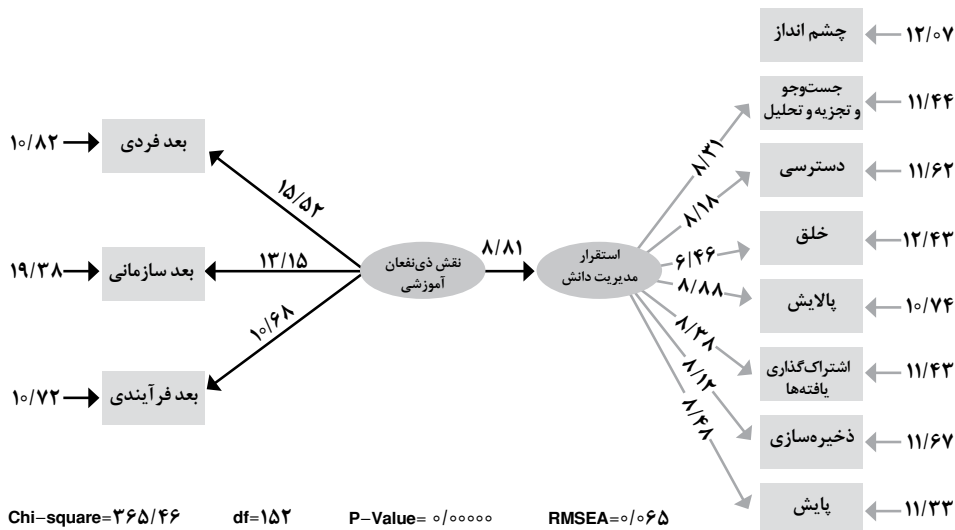 چشم انداز
۱۲/۰۷
جست‌وجو
و تجزیه و تحلیل
۱۱/۴۴
۸/۳۱
بعد فردی
۱۰/۸۲
دسترسی
۱۱/۶۲
۸/۱۸
۱۵/۵۲
خلق
۱۲/۴۳
۶/۴۶
بعد سازمانی
۱۹/۳۸
۱۳/۱۵
نقش ذی‌نفعان
آموزشی
۸/۸۱
استقرار
مدیریت دانش
۸/۸۸
پالایش
۱۰/۷۴
۱۰/۶۸
۸/۳۸
اشتراک‌گذاری
یافته‌ها
۱۱/۴۳
بعد فرآیندی
۱۰/۷۲
۸/۱۲
ذخیره‌سازی
۱۱/۶۷
۸/۴۸
پایش
۱۱/۳۳
Chi-square=۳۶۵/۴۶ df=۱۵۲ P-Value= ۰/۰۰۰۰۰ RMSEA=۰/۰۶۵